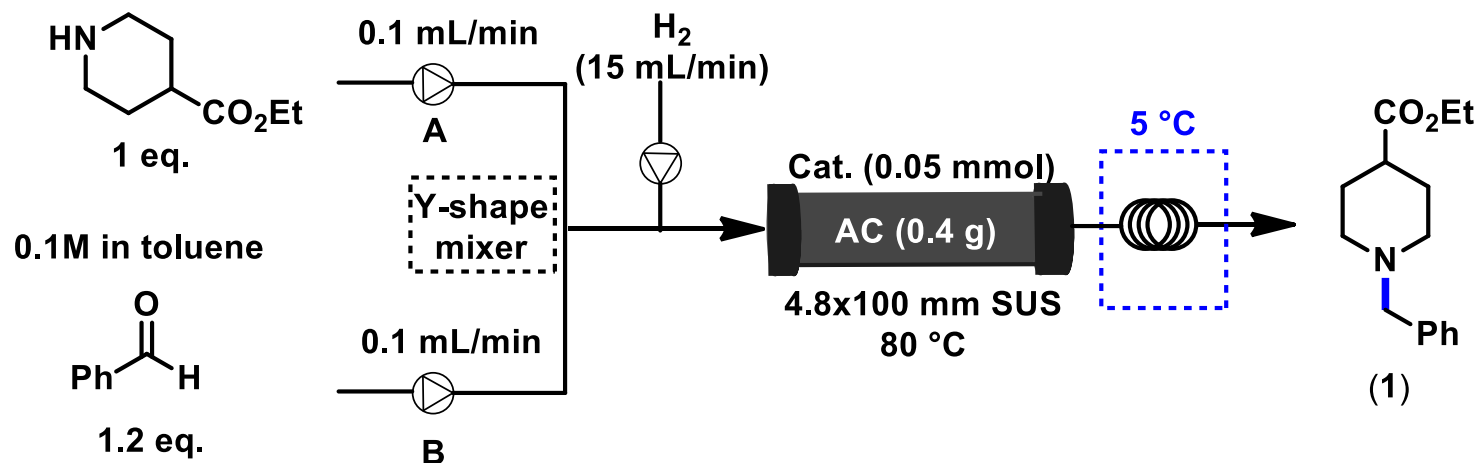 HN
CO₂Et
1 eq.
0.1M in toluene
O
Ph
H
1.2 eq.
0.1 mL/min
A
Y-shape
mixer
0.1 mL/min
B
H₂
(15 mL/min)
Cat. (0.05 mmol)
AC (0.4 g)
4.8x100 mm SUS
80 °C
5 °C
O
CO₂Et
N
Ph
(1)